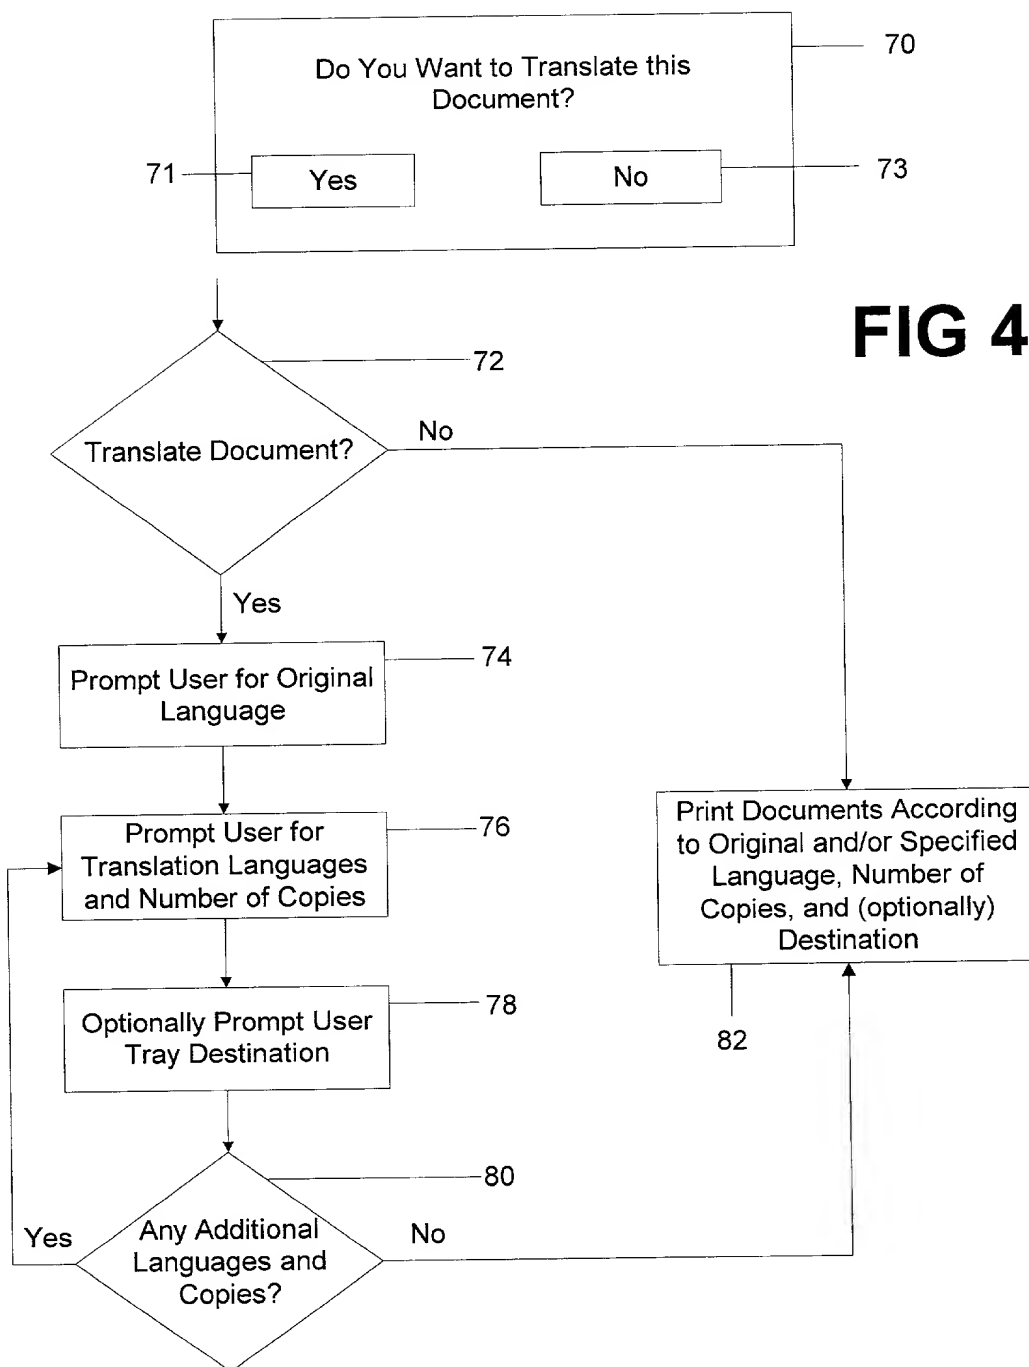 70
Do You Want to Translate this
Document?
71
Yes
No
73
FIG 4
72
Translate Document?
No
Yes
74
Prompt User for Original
Language
76
Prompt User for
Translation Languages
and Number of Copies
Print Documents According
to Original and/or Specified
Language, Number of
Copies, and (optionally)
Destination
78
Optionally Prompt User
Tray Destination
82
80
Yes
Any Additional
Languages and
Copies?
No